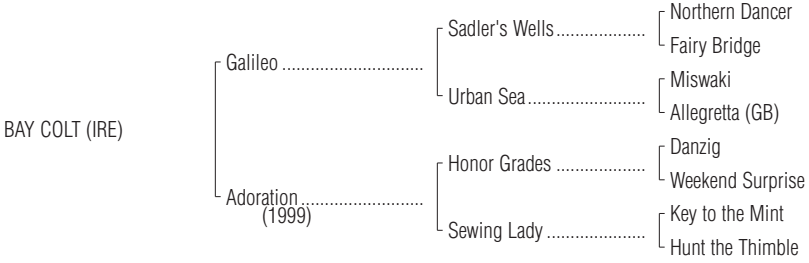 Northern Dancer
Sadler's Wells....................
Fairy Bridge
Galileo ................................
Miswaki
Urban Sea...........................
Allegretta (GB)
BAY COLT (IRE)
Danzig
Honor Grades ....................
Weekend Surprise
Adoration............................
(1999)
Key to the Mint
Sewing Lady ......................
Hunt the Thimble